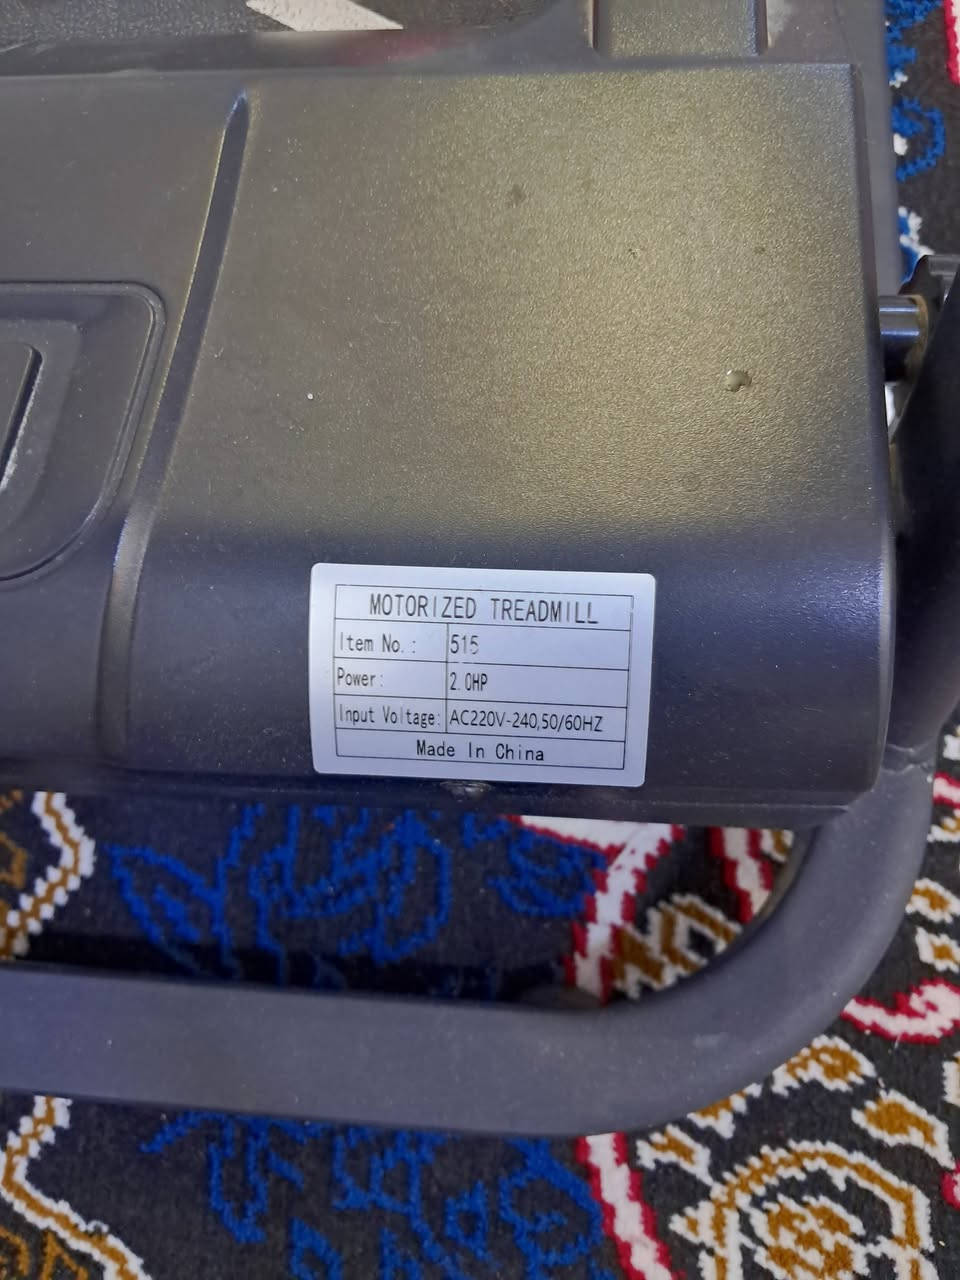 MOTORIZED TREADMILL
Item No.: 515
Power: 2.0HP
Input Voltage: AC220V-240,50/60HZ
Made In China